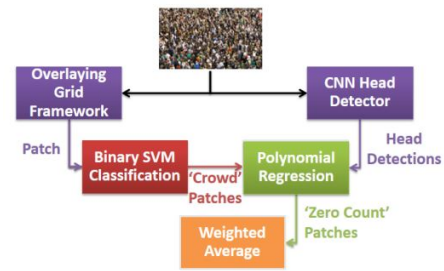 Overlaying
Grid
Framework
CNN Head
Detector
Patch
Head
Detections
Binary SVM
Classification
'Crowd'
Patches
Polynomial
Regression
'Zero Count'
Patches
Weighted
Average